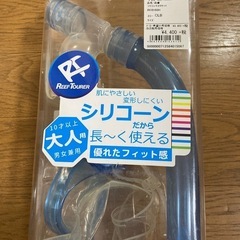 ¥4,400+税
REEF TOURER
肌にやさしい
変形しにくい
シリコーン
だから
長〜く使える
優れたフィット感
10才以上
大人用
男女兼用